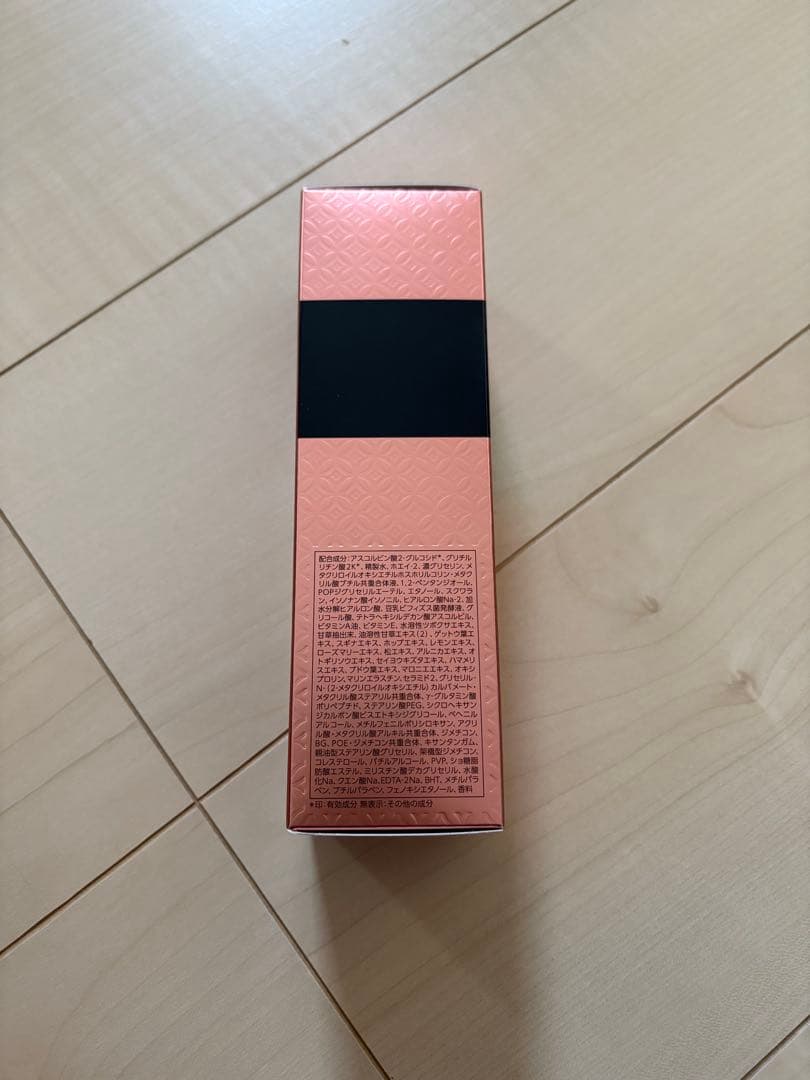 配合成分:アスコルビン酸2-グルコシド*、グリチル
リチン酸2K*、精製水、ホエイ-2、濃グリセリン、メ
タクリロイルオキシエチルホスホリルコリン・メタク
リル酸ブチル共重合体液、1,2-ペンタンジオール、
POPジグリセリルエーテル、エタノール、スクワラ
ン、イソノナン酸イソノニル、ヒアルロン酸Na-2、加
水分解ヒアルロン酸、豆乳ビフィズス菌発酵液、グ
リコール酸、テトラヘキシルデカン酸アスコルビル、
ビタミンA油、ビタミンE、水溶性ツボクサエキス、
甘草抽出末、油溶性甘草エキス(2)、ゲットウ葉エ
キス、スギナエキス、ホップエキス、レモンエキス、
ローズマリーエキス、松エキス、アルニカエキス、オ
トギリソウエキス、セイヨウキズタエキス、ハマメリ
スエキス、ブドウ葉エキス、マロニエエキス、オキシ
プロリン、マリンエラスチン、セラミド2、グリセリル-
N-(2-メタクリロイルオキシエチル)カルバメート・
メタクリル酸ステアリル共重合体、γ-グルタミン酸
ポリペプチド、ステアリン酸PEG、シクロヘキサン
ジカルボン酸ビスエトキシジグリコール、ベヘニル
アルコール、メチルフェニルポリシロキサン、アクリ
ル酸・メタクリル酸アルキル共重合体、ジメチコン、
BG、POE・ジメチコン共重合体、キサンタンガム、
親油型ステアリン酸グリセリル、架橋型ジメチコン、
コレステロール、バチルアルコール、PVP、ショ糖脂
肪酸エステル、ミリスチン酸デカグリセリル、水酸
化Na、クエン酸Na、EDTA-2Na、BHT、メチルパラ
ベン、ブチルパラベン、フェノキシエタノール、香料
*印:有効成分 無表示:その他の成分